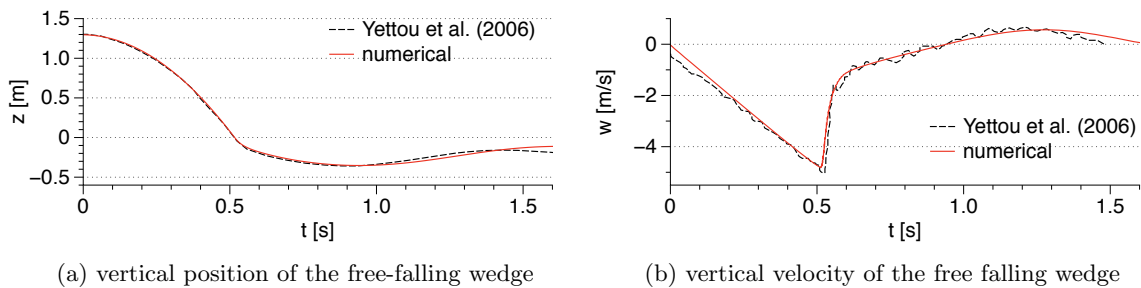 1.5
1.0
0.5
0
−0.5
z [m]
0.0
0.5
1.0
1.5
t [s]
Yettou et al. (2006)
numerical
(a) vertical position of the free-falling wedge
0
−2
−4
w [m/s]
0.0
0.5
1.0
1.5
t [s]
Yettou et al. (2006)
numerical
(b) vertical velocity of the free falling wedge